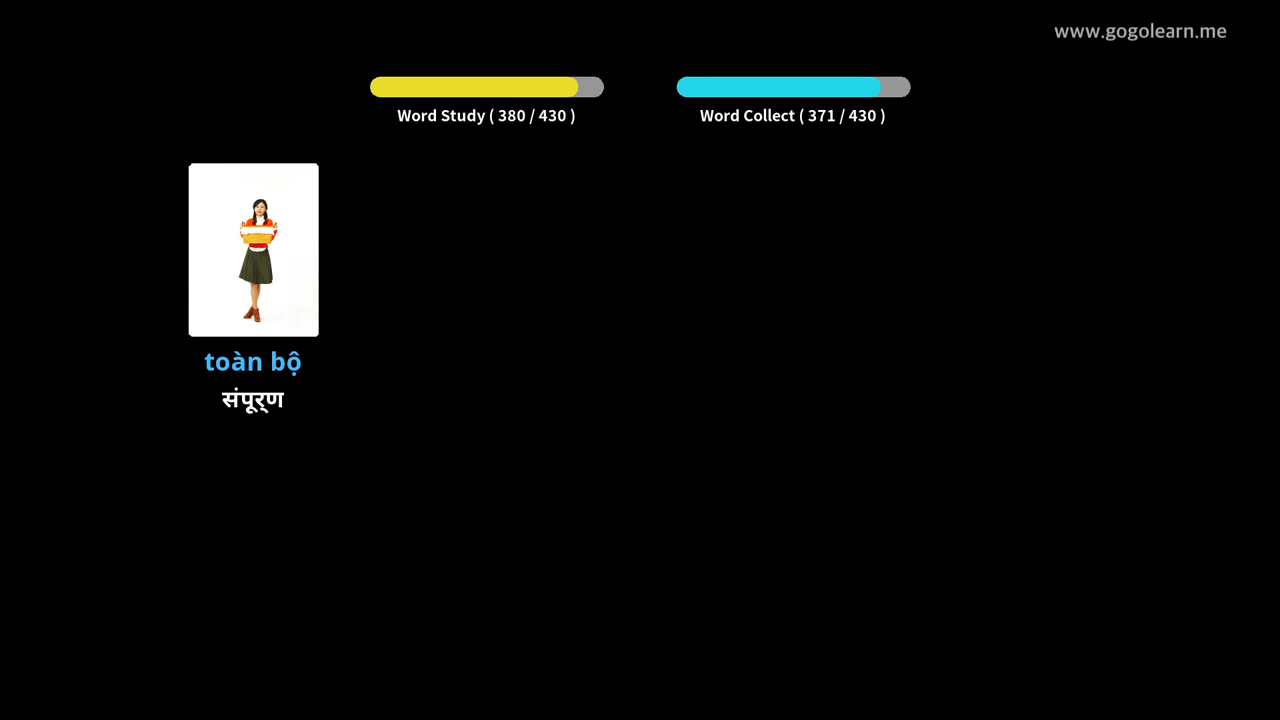 www.gogolearn.me
Word Study ( 380 / 430 )
Word Collect ( 371 / 430 )
toàn bộ
संपूर्ण